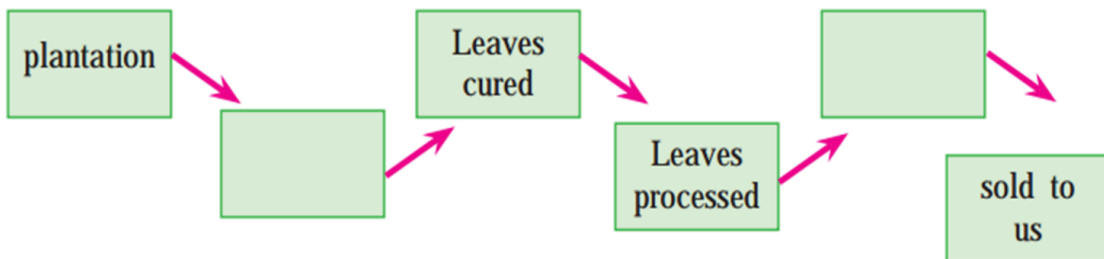 plantation
Leaves
cured
Leaves
processed
sold to
us